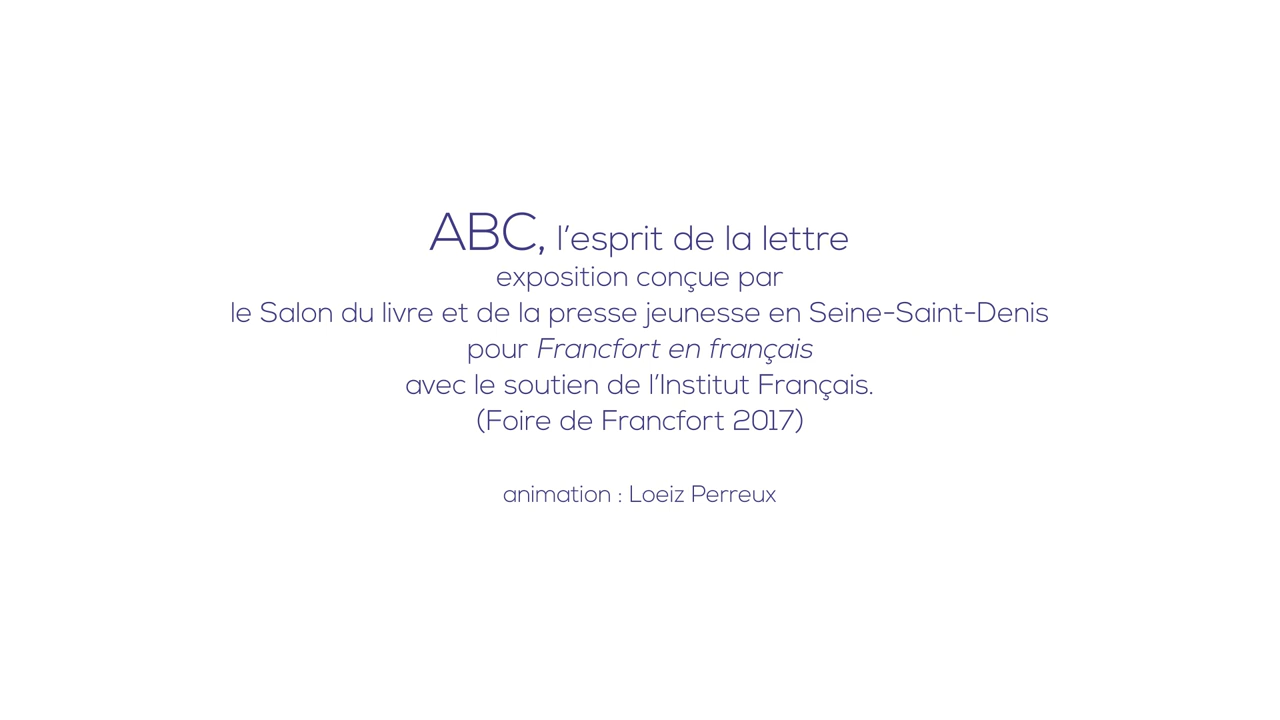 ABC, l’esprit de la lettre
exposition conçue par
le Salon du livre et de la presse jeunesse en Seine-Saint-Denis
pour Francfort en français
avec le soutien de l’Institut Français.
(Foire de Francfort 2017)
animation : Loeiz Perreux